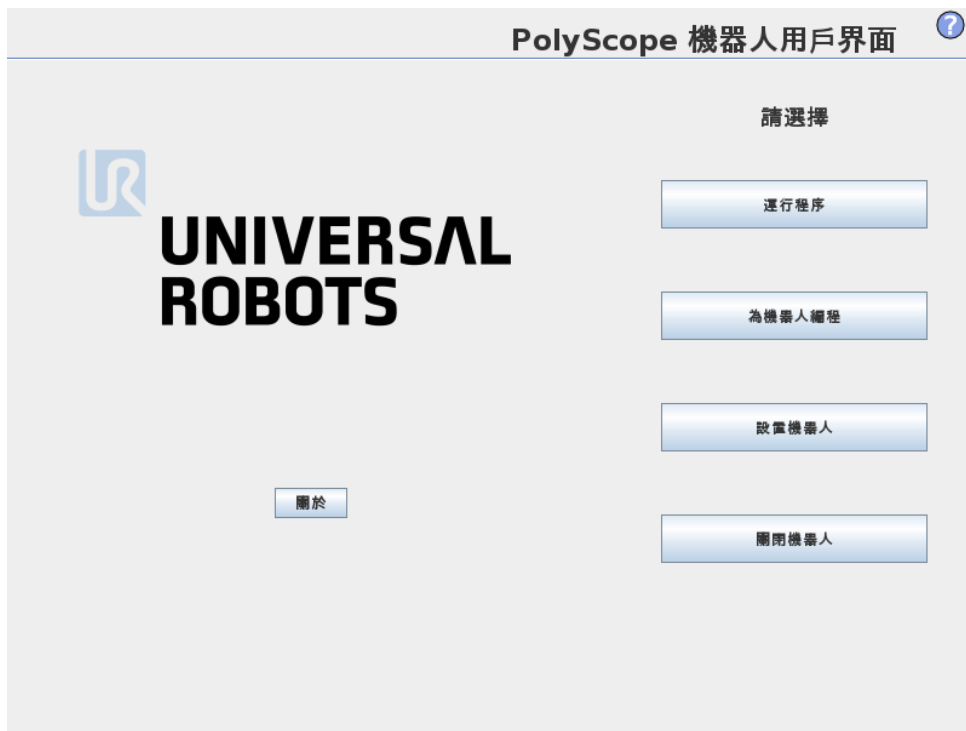 PolyScope 機器人用戶界面
?
請選擇
UR
UNIVERSAL
ROBOTS
運行程序
為機器人編程
設置機器人
關於
關閉機器人